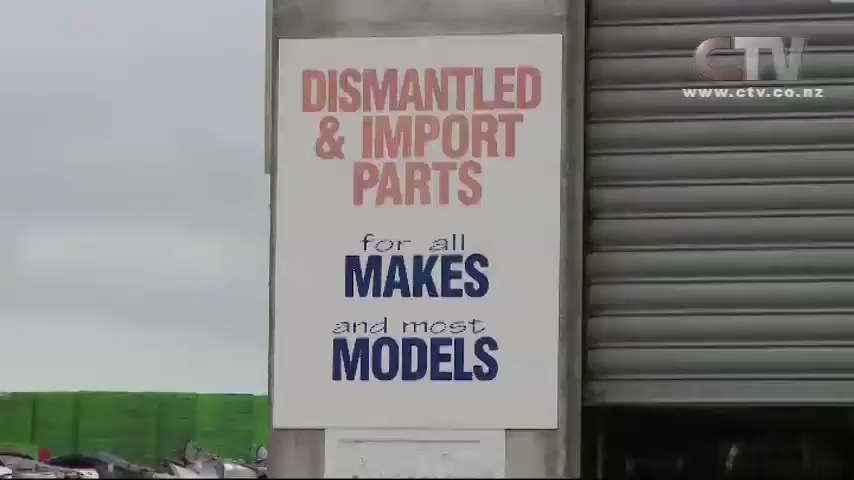 CTV
www.ctv.co.nz
DISMANTLED
& IMPORT
PARTS
for all
MAKES
and most
MODELS